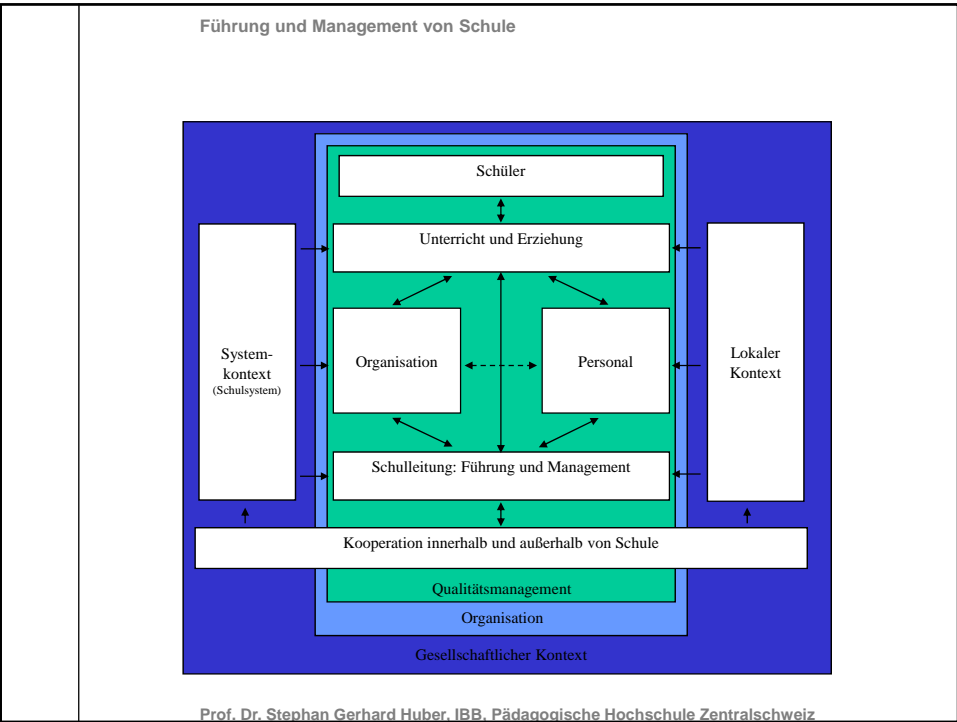 Führung und Management von Schule
Schüler
Unterricht und Erziehung
System-
kontext
(Schulsystem)
Organisation
Personal
Lokaler
Kontext
Schulleitung: Führung und Management
Kooperation innerhalb und außerhalb von Schule
Qualitätsmanagement
Organisation
Gesellschaftlicher Kontext
Prof. Dr. Stephan Gerhard Huber, IBB, Pädagogische Hochschule Zentralschweiz